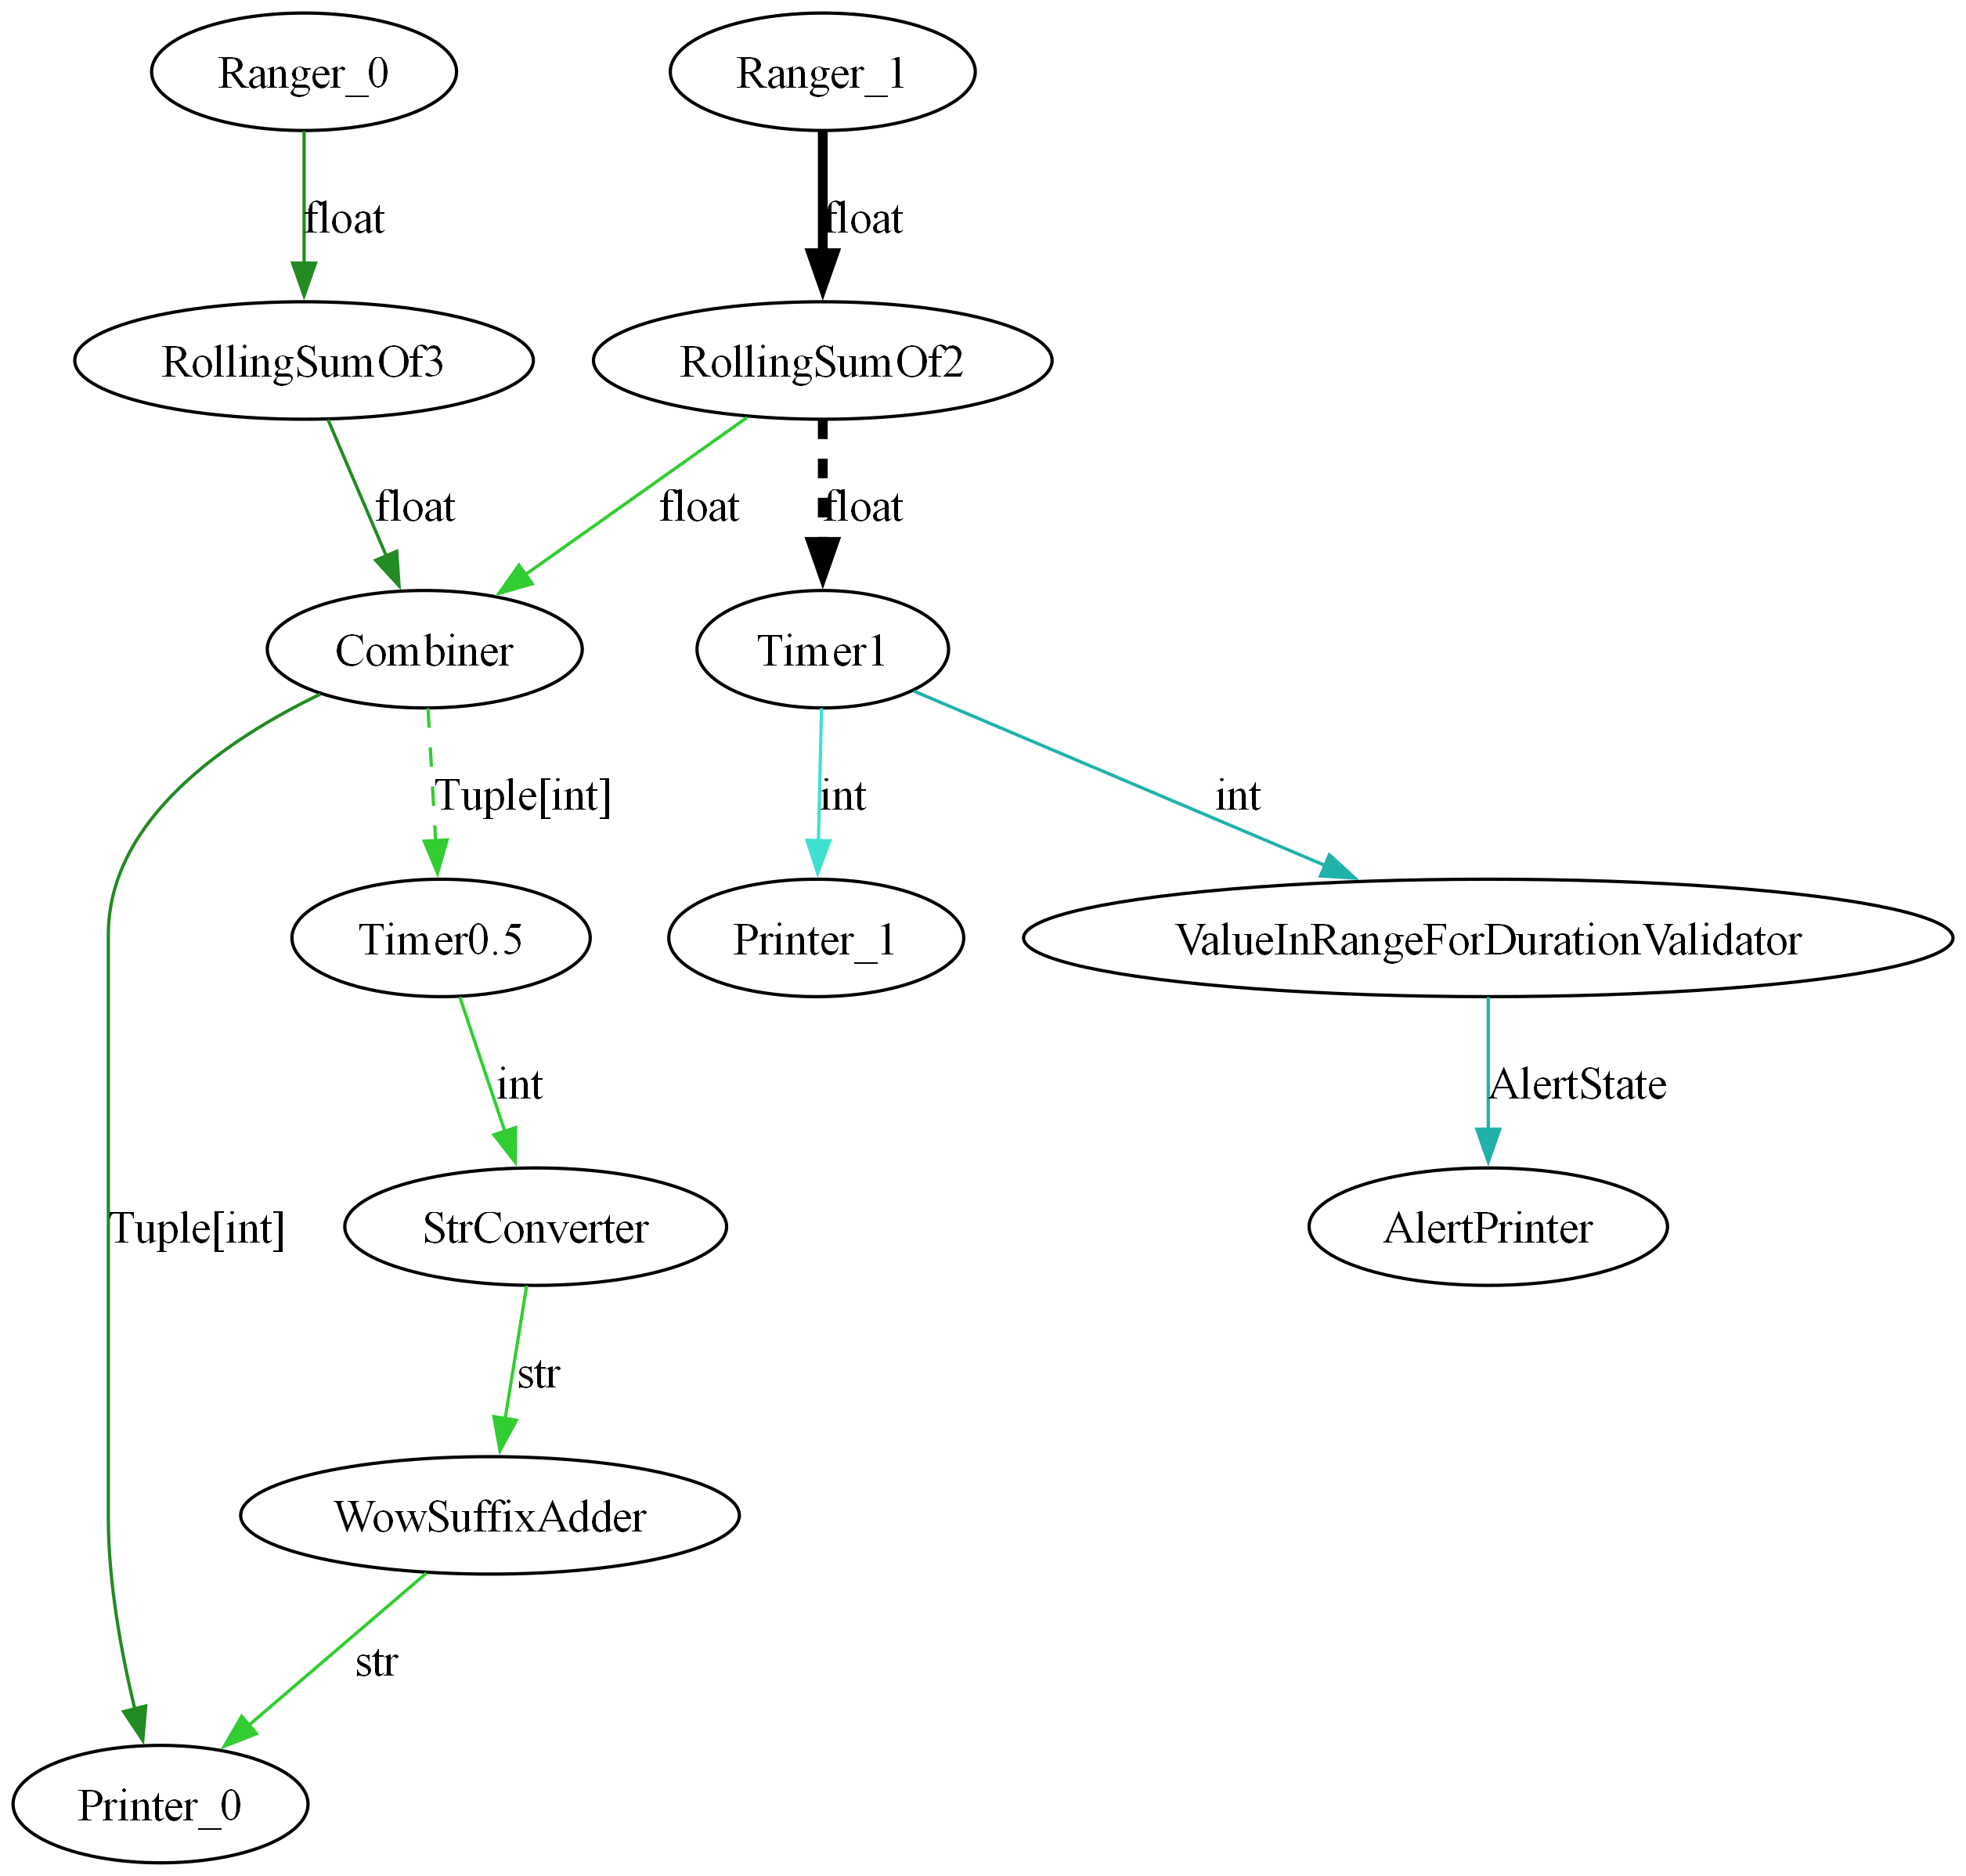 Ranger_0
Ranger_1
float
float
RollingSumOf3
RollingSumOf2
float
float
float
Combiner
Timer1
Tuple[int]
int
int
Timer0.5
Printer_1
ValueInRangeForDurationValidator
int
AlertState
Tuple[int]
StrConverter
AlertPrinter
str
WowSuffixAdder
str
Printer_0